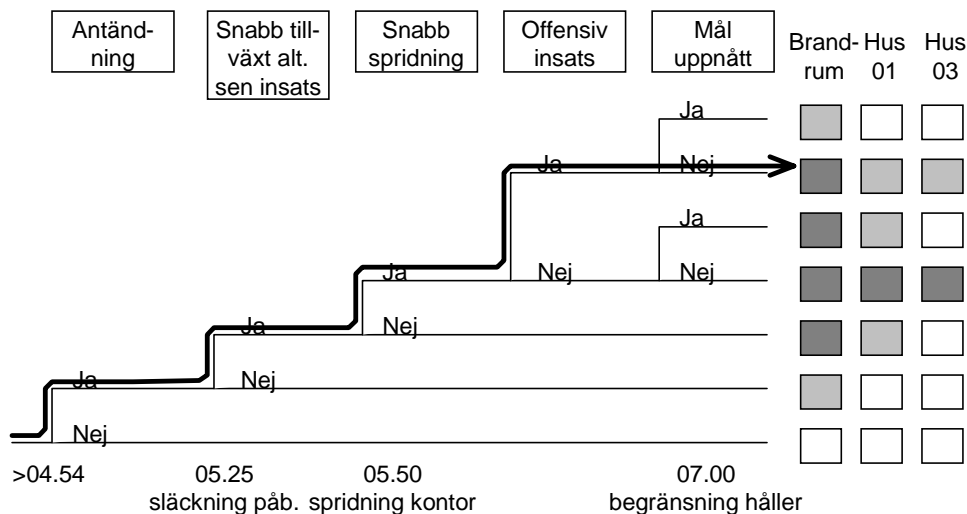 Antänd-
ning
Snabb till-
växt alt.
sen insats
Snabb
spridning
Offensiv
insats
Mål
uppnått
Brand-
rum
Hus
01
Hus
03
Ja
Ja
Nej
Ja
Ja
Nej
Nej
Ja
Nej
Ja
Nej
Nej
>04.54
05.25
05.50
07.00
släckning påb.
spridning kontor
begränsning håller